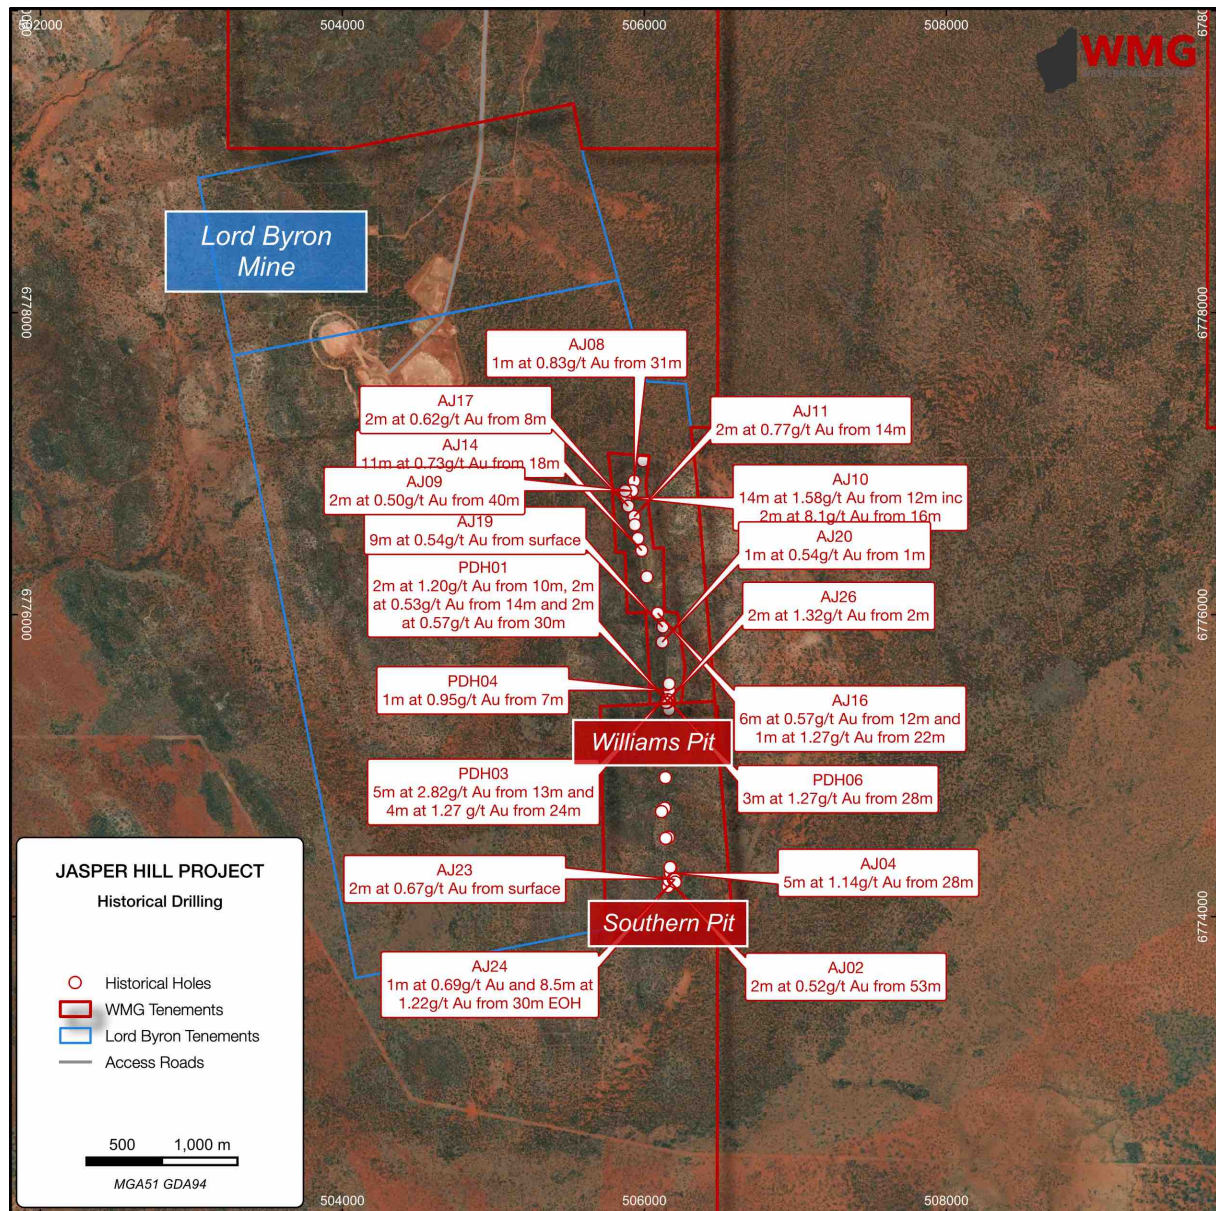 502000
504000
506000
508000
WMG
Lord Byron
Mine
6778000
6778000
AJ08
1m at 0.83g/t Au from 31m
AJ17
2m at 0.62g/t Au from 8m
AJ11
2m at 0.77g/t Au from 14m
AJ14
11m at 0.73g/t Au from 18m
AJ09
2m at 0.50g/t Au from 40m
AJ10
14m at 1.58g/t Au from 12m inc
2m at 8.1g/t Au from 16m
AJ19
9m at 0.54g/t Au from surface
AJ20
1m at 0.54g/t Au from 1m
PDH01
2m at 1.20g/t Au from 10m, 2m
at 0.53g/t Au from 14m and 2m
at 0.57g/t Au from 30m
AJ26
2m at 1.32g/t Au from 2m
6776000
6776000
PDH04
1m at 0.95g/t Au from 7m
AJ16
6m at 0.57g/t Au from 12m and
1m at 1.27g/t Au from 22m
Williams Pit
PDH03
5m at 2.82g/t Au from 13m and
4m at 1.27 g/t Au from 24m
PDH06
3m at 1.27g/t Au from 28m
AJ23
2m at 0.67g/t Au from surface
AJ04
5m at 1.14g/t Au from 28m
Southern Pit
6774000
AJ24
1m at 0.69g/t Au and 8.5m at
1.22g/t Au from 30m EOH
AJ02
2m at 0.52g/t Au from 53m
JASPER HILL PROJECT
Historical Drilling
Historical Holes
WMG Tenements
Lord Byron Tenements
Access Roads
500 1,000 m
MGA51 GDA94
504000
506000
508000